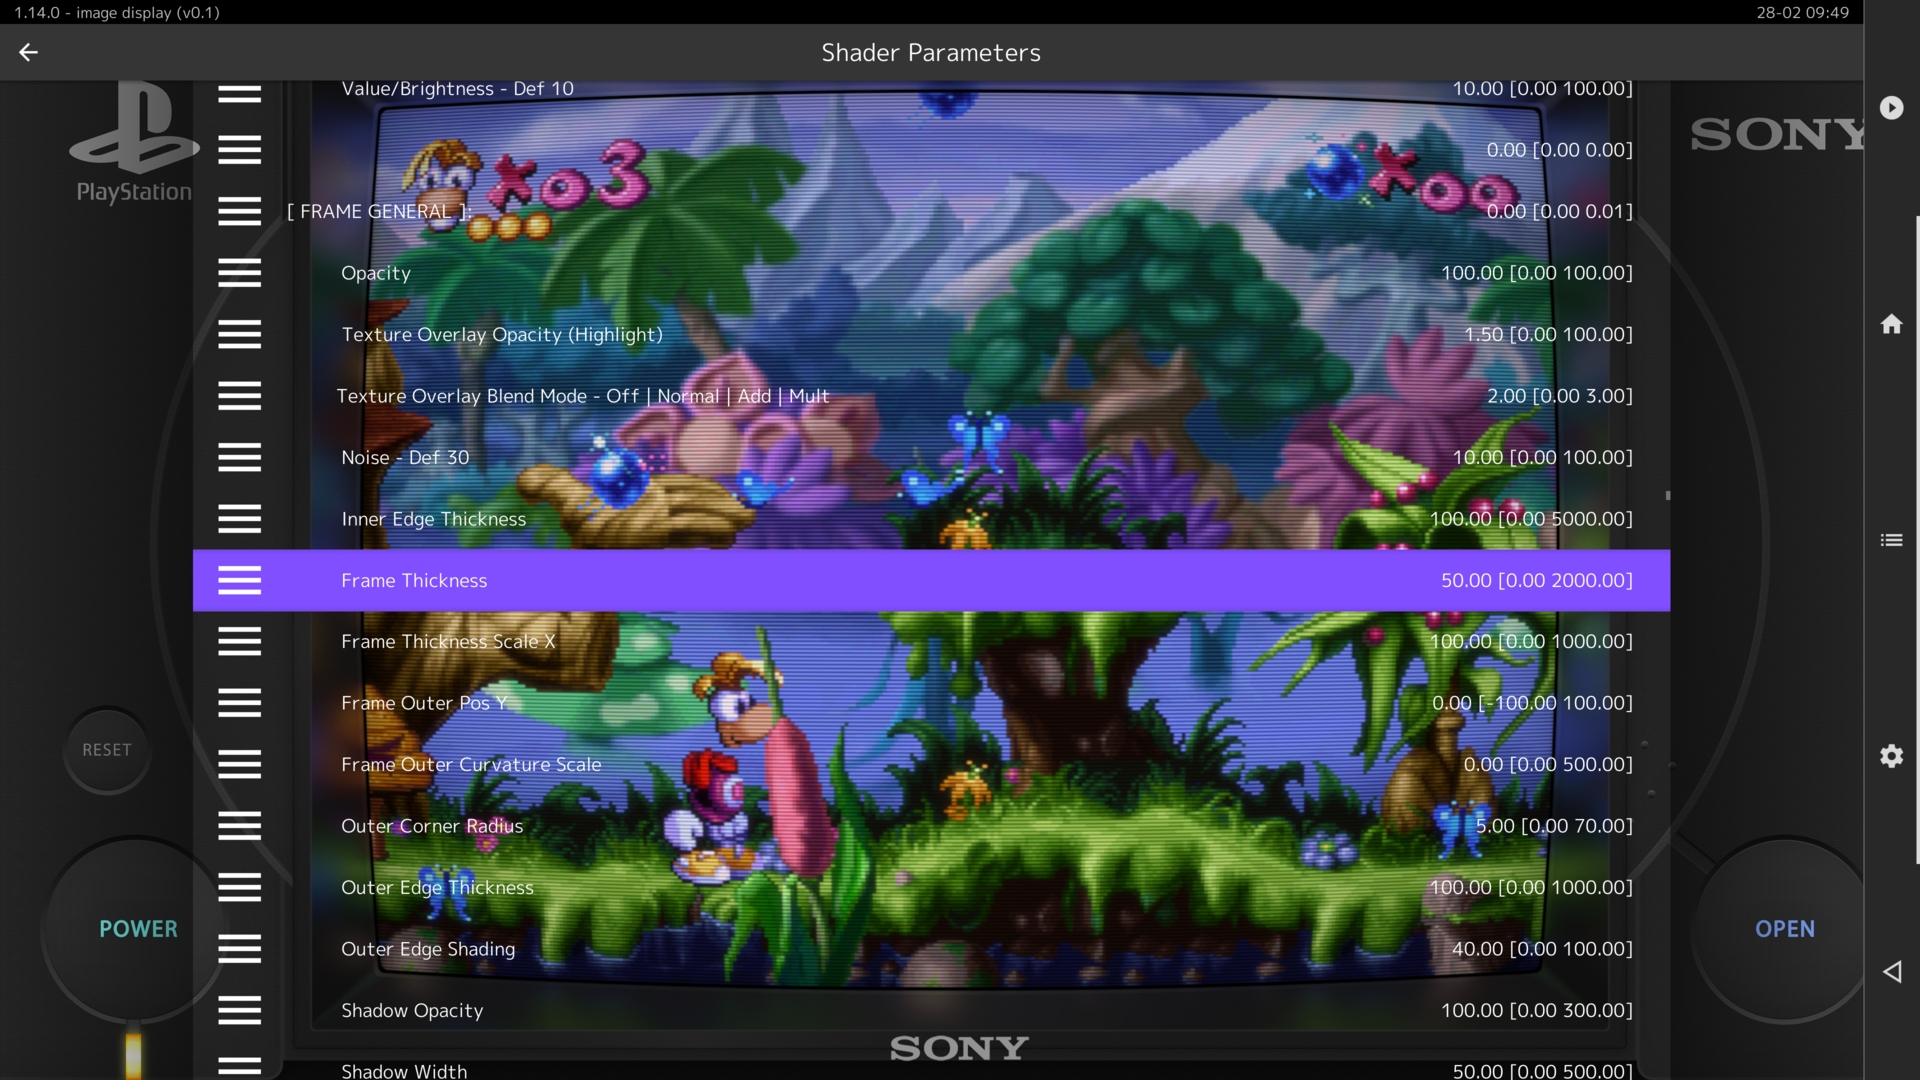 1.14.0 - image display (v0.1)
28-02 09:49
Shader Parameters
PlayStation
SONY
Value/Brightness - Def 10 10.00 [0.00 100.00]
x03
x00
0.00 [0.00 0.00]
[ FRAME GENERAL ]: 0.00 [0.00 0.01]
Opacity 100.00 [0.00 100.00]
Texture Overlay Opacity (Highlight) 1.50 [0.00 100.00]
Texture Overlay Blend Mode - Off | Normal | Add | Mult 2.00 [0.00 3.00]
Noise - Def 30 10.00 [0.00 100.00]
Inner Edge Thickness 100.00 [0.00 5000.00]
Frame Thickness 50.00 [0.00 2000.00]
Frame Thickness Scale X 100.00 [0.00 1000.00]
Frame Outer Pos Y 0.00 [-100.00 100.00]
RESET
Frame Outer Curvature Scale 0.00 [0.00 500.00]
Outer Corner Radius 5.00 [0.00 70.00]
Outer Edge Thickness 100.00 [0.00 1000.00]
POWER
OPEN
Outer Edge Shading 40.00 [0.00 100.00]
Shadow Opacity 100.00 [0.00 300.00]
SONY
Shadow Width 50.00 [0.00 500.00]